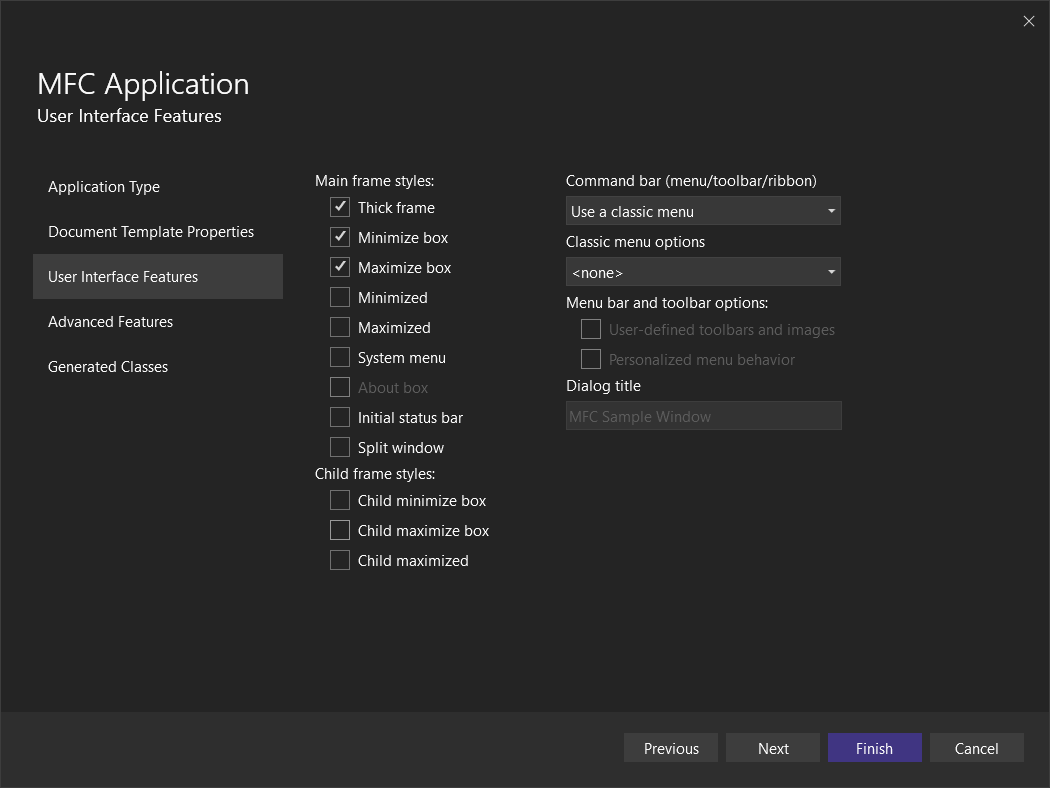 MFC Application
User Interface Features
Application Type
Document Template Properties
User Interface Features
Advanced Features
Generated Classes
Main frame styles:
Thick frame
Minimize box
Maximize box
Minimized
Maximized
System menu
About box
Initial status bar
Split window
Child frame styles:
Child minimize box
Child maximize box
Child maximized
Command bar (menu/toolbar/ribbon)
Use a classic menu
Classic menu options
<none>
Menu bar and toolbar options:
User-defined toolbars and images
Personalized menu behavior
Dialog title
MFC Sample Window
Previous
Next
Finish
Cancel